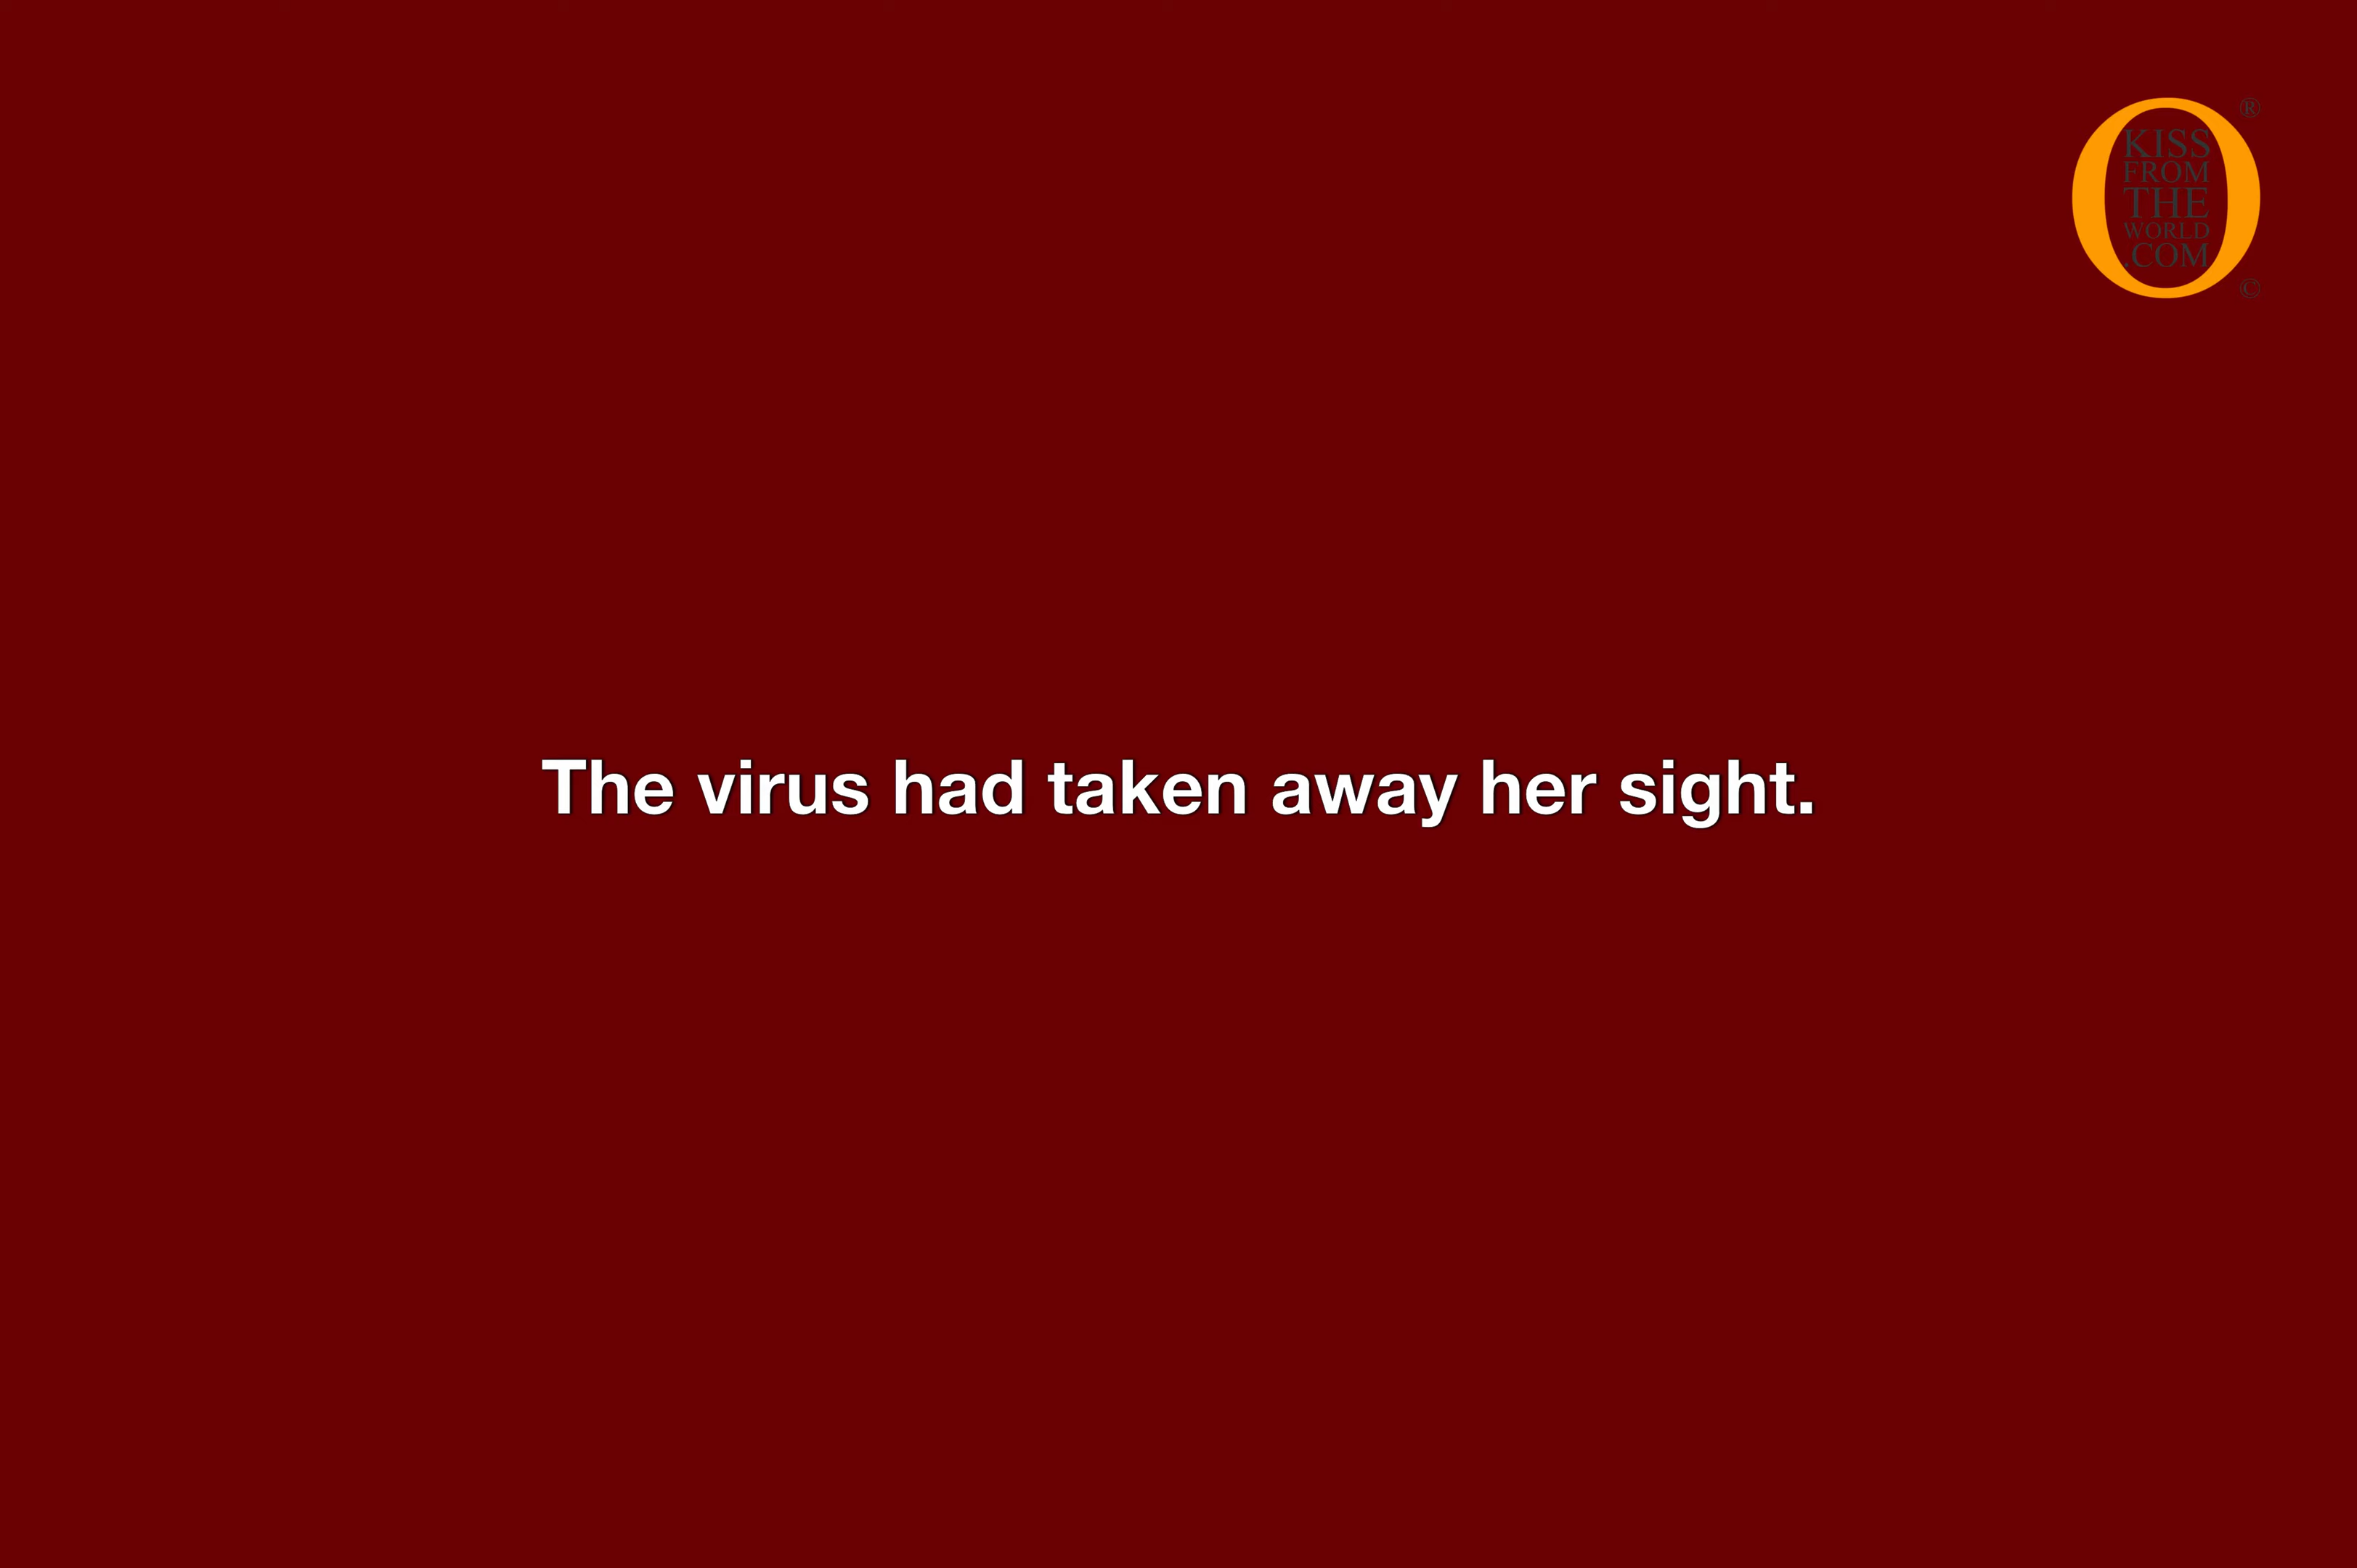 ®
KISS
FROM
THE
WORLD
.COM
©
The virus had taken away her sight.